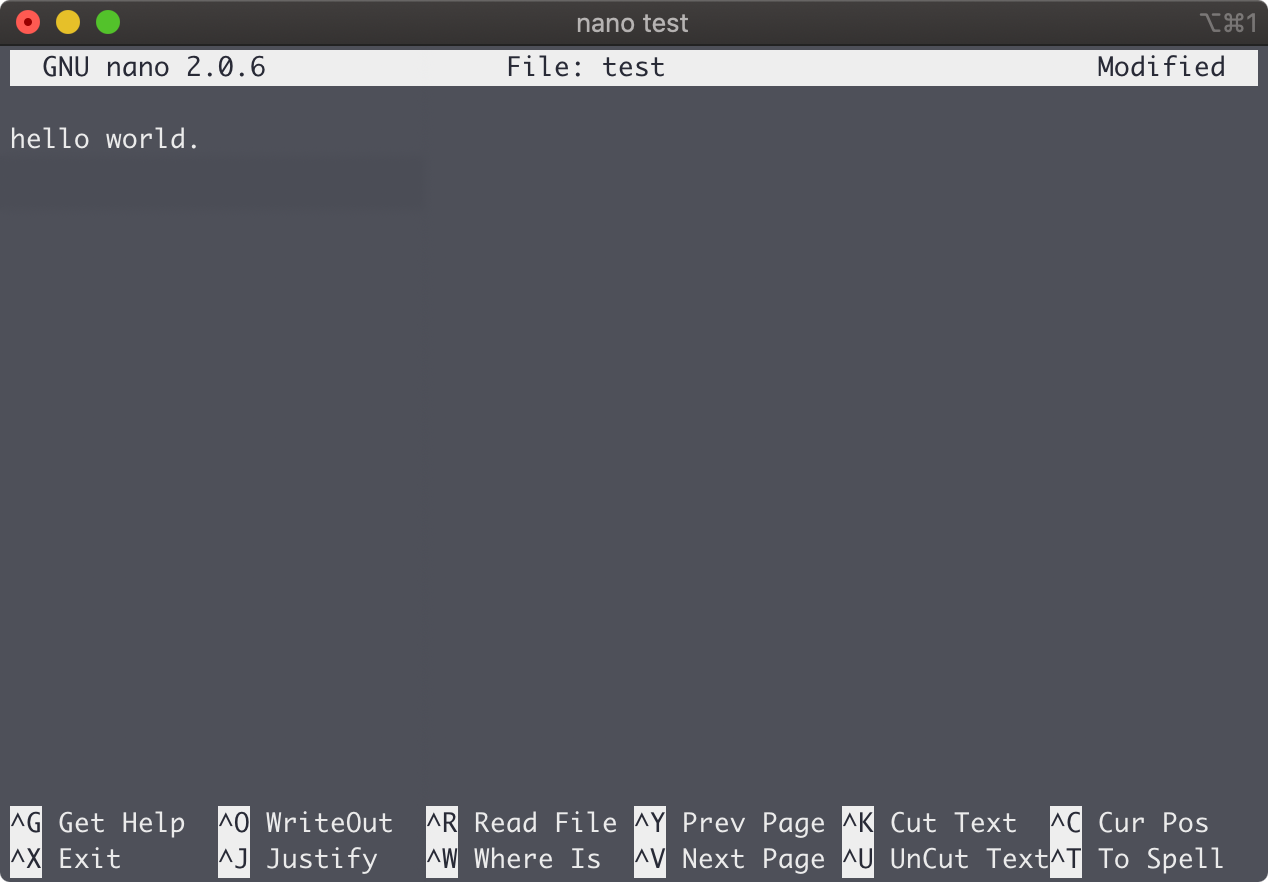 nano test ⌥⌘1
GNU nano 2.0.6 File: test Modified
hello world.
^G Get Help ^O WriteOut ^R Read File ^Y Prev Page ^K Cut Text ^C Cur Pos
^X Exit ^J Justify ^W Where Is ^V Next Page ^U UnCut Text ^T To Spell